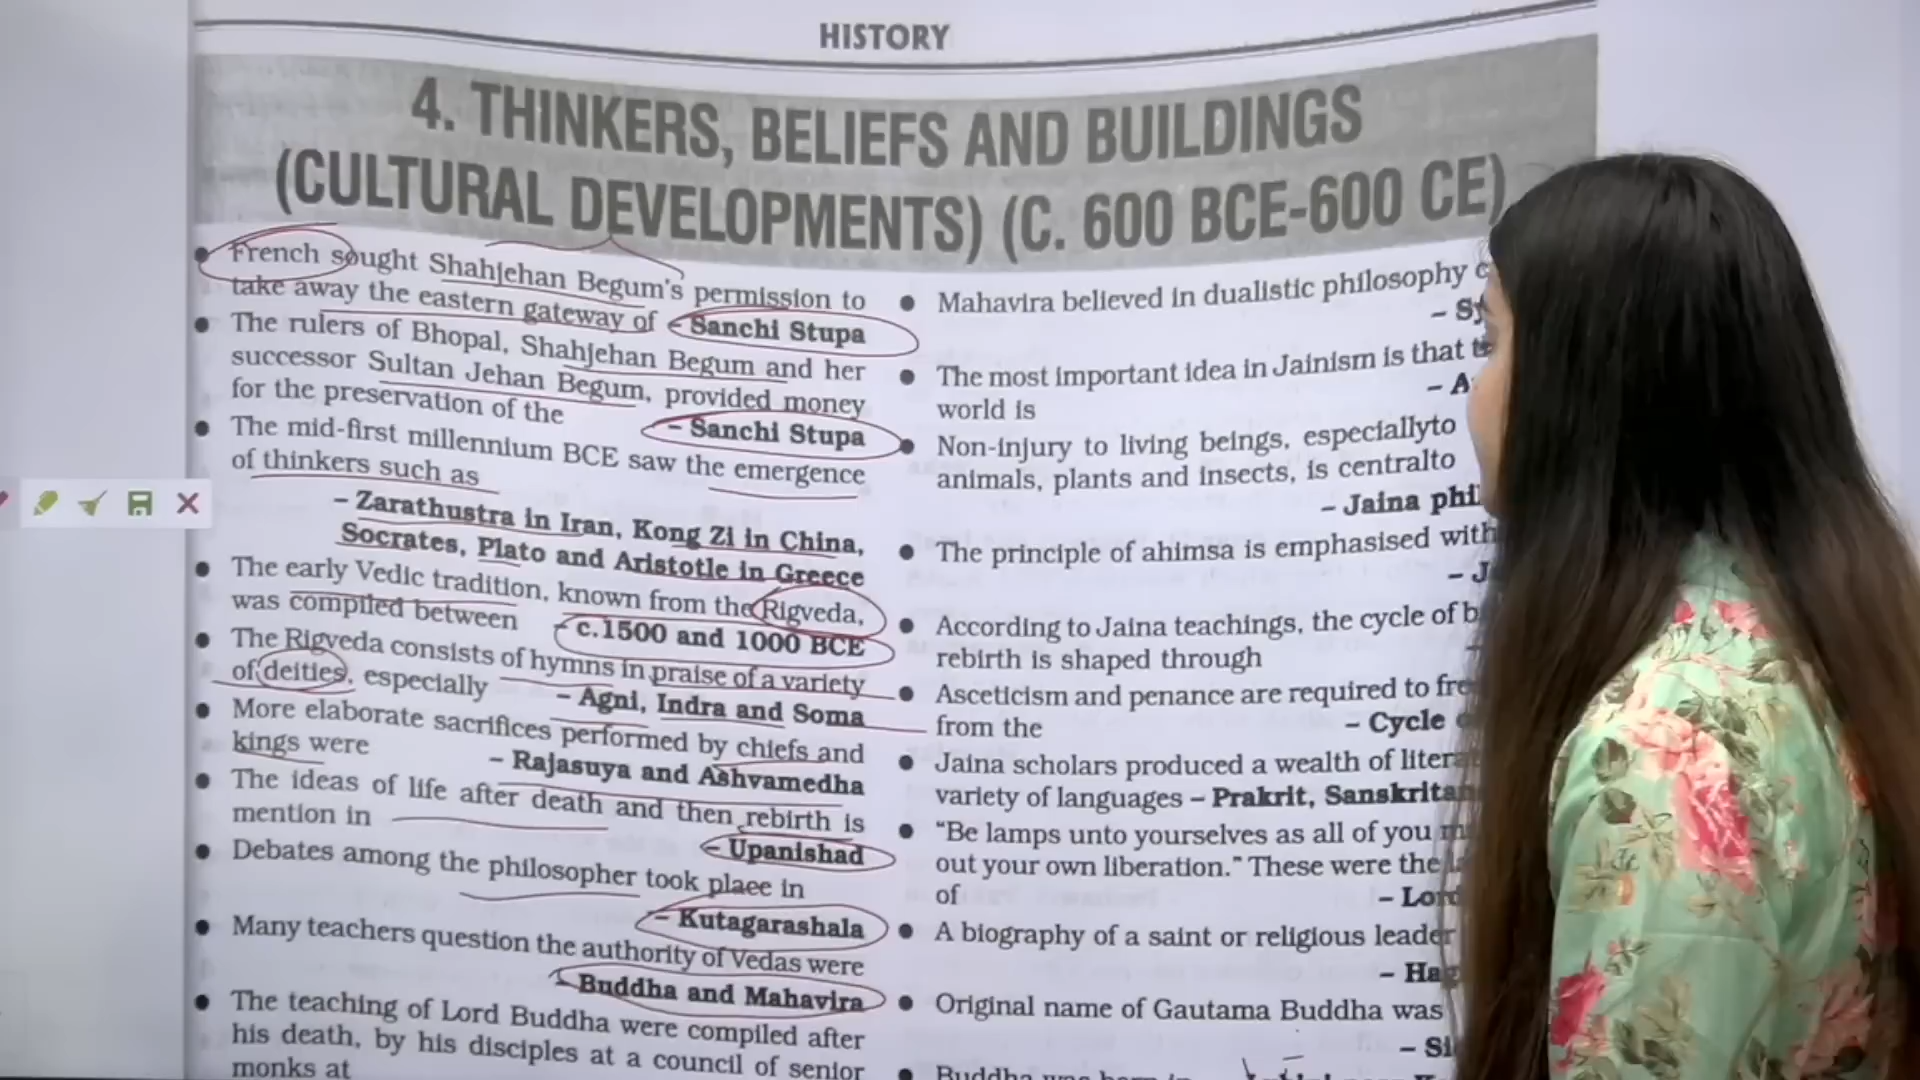 HISTORY
4. THINKERS, BELIEFS AND BUILDINGS
(CULTURAL DEVELOPMENTS) (C. 600 BCE-600 CE)
● French sought Shahjehan Begum's permission to
take away the eastern gateway of – Sanchi Stupa
● The rulers of Bhopal, Shahjehan Begum and her
successor Sultan Jehan Begum, provided money
for the preservation of the
– Sanchi Stupa
● The mid-first millennium BCE saw the emergence
of thinkers such as
– Zarathustra in Iran, Kong Zi in China,
Socrates, Plato and Aristotle in Greece
● The early Vedic tradition, known from the Rigveda,
was compiled between
– c.1500 and 1000 BCE
● The Rigveda consists of hymns in praise of a variety
of deities, especially
– Agni, Indra and Soma
● More elaborate sacrifices performed by chiefs and
kings were
– Rajasuya and Ashvamedha
● The ideas of life after death and then rebirth is
mention in
– Upanishad
● Debates among the philosopher took place in
– Kutagarashala
● Many teachers question the authority of Vedas were
– Buddha and Mahavira
● The teaching of Lord Buddha were compiled after
his death, by his disciples at a council of senior
monks at
● Mahavira believed in dualistic philosophy
–
● The most important idea in Jainism is that
world is
–
● Non-injury to living beings, especiallyto
animals, plants and insects, is centralto
– Jaina
● The principle of ahimsa is emphasised
–
● According to Jaina teachings, the cycle of
rebirth is shaped through
–
● Asceticism and penance are required to
from the
– Cycle
● Jaina scholars produced a wealth of
variety of languages – Prakrit,
● "Be lamps unto yourselves as all of you
out your own liberation." These were the
of
–
● A biography of a saint or religious leader
–
● Original name of Gautama Buddha was
–
● Buddha was born in